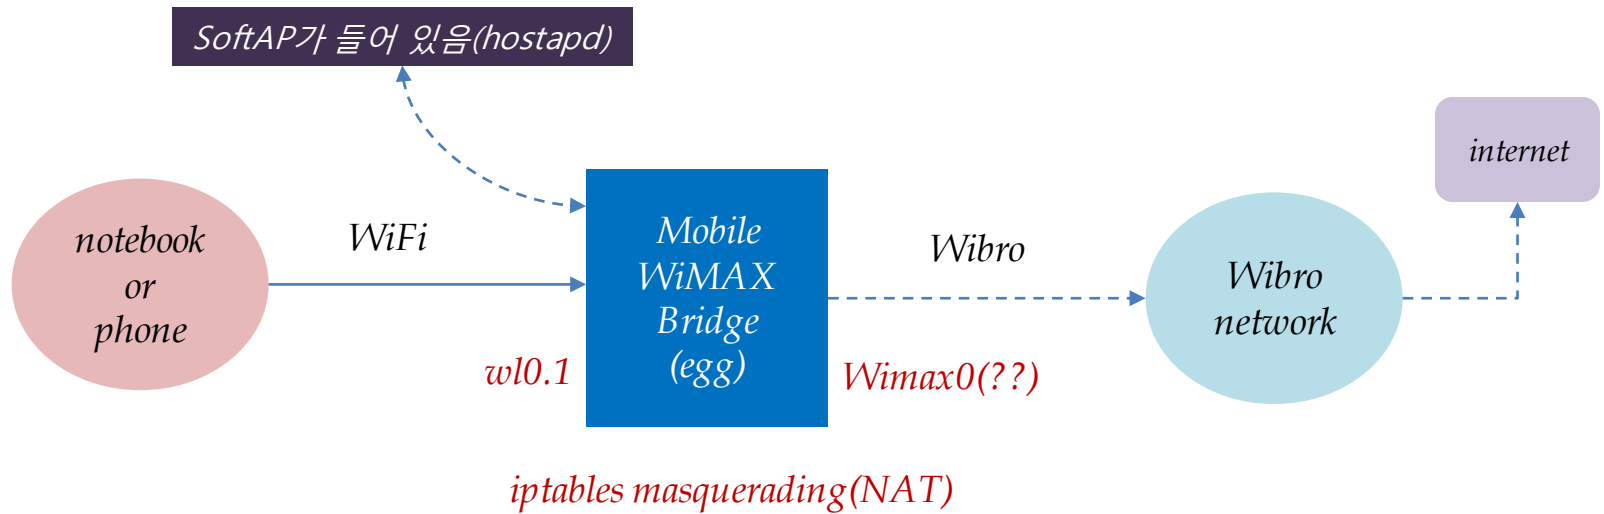 SoftAP가 들어 있음(hostapd)
internet
notebook
or
phone
WiFi
Mobile
WiMAX
Bridge
(egg)
Wibro
Wibro
network
wl0.1
Wimax0(??)
iptables masquerading(NAT)